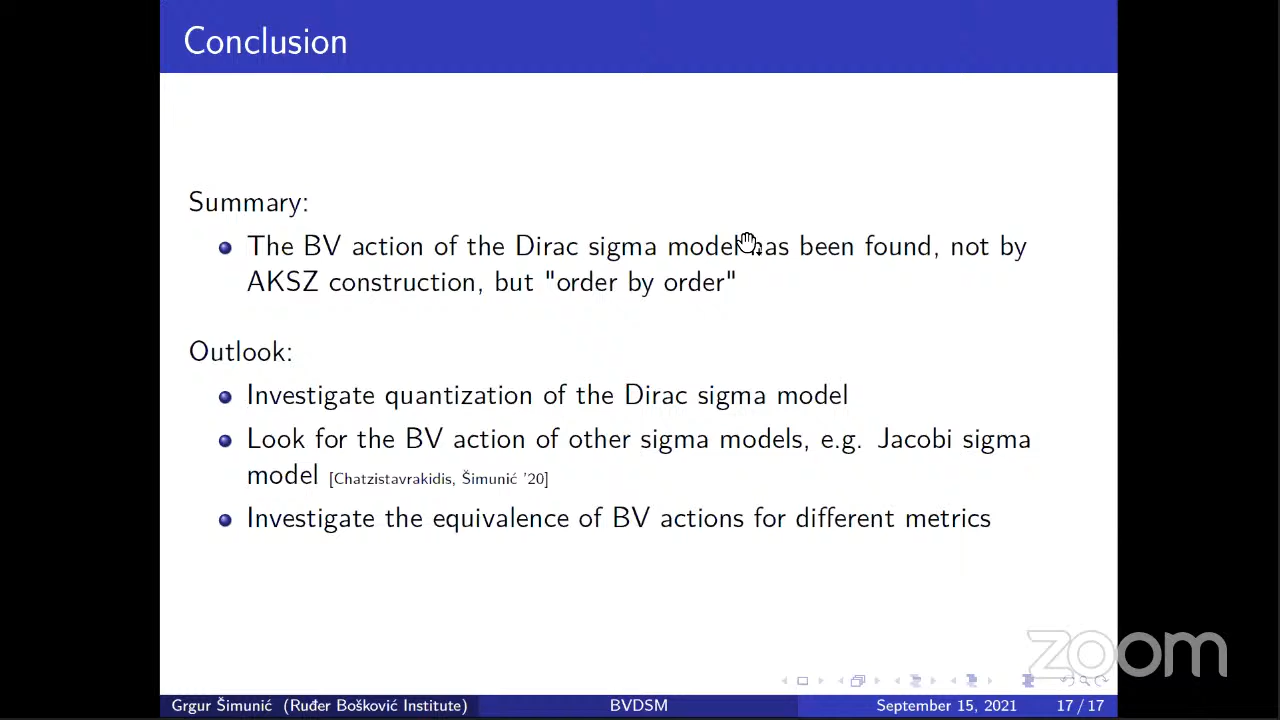 Conclusion
Summary:
The BV action of the Dirac sigma model has been found, not by
AKSZ construction, but "order by order"
Outlook:
Investigate quantization of the Dirac sigma model
Look for the BV action of other sigma models, e.g. Jacobi sigma
model [Chatzistavrakidis, Šimunić '20]
Investigate the equivalence of BV actions for different metrics
zoom
Grgur Šimunić (Ruđer Bošković Institute) BVDSM September 15, 2021 17 / 17